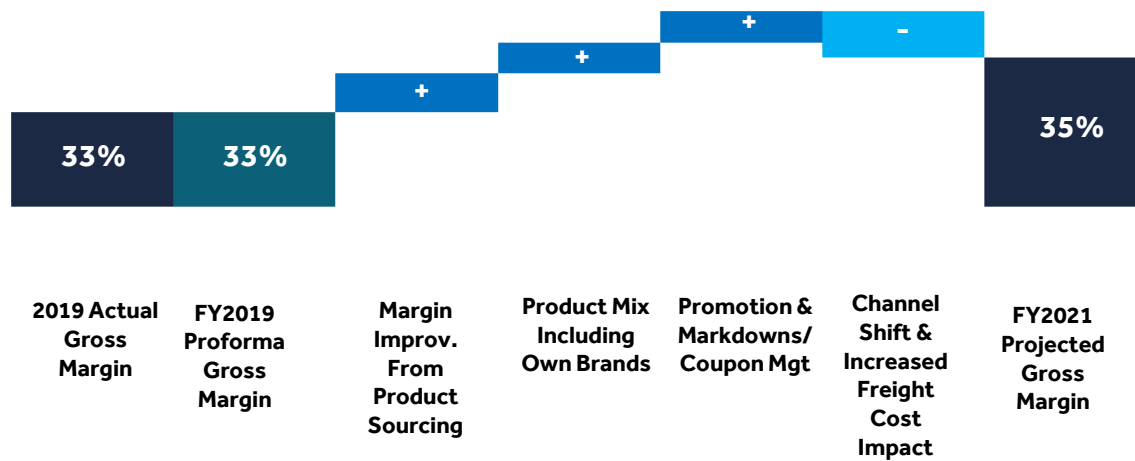 +
-
+
+
35%
33%
33%
2019 Actual
Gross
Margin
FY2019
Proforma
Gross
Margin
Margin
Improv.
From
Product
Sourcing
Product Mix
Including
Own Brands
Promotion &
Markdowns/
Coupon Mgt
Channel
Shift &
Increased
Freight
Cost
Impact
FY2021
Projected
Gross
Margin